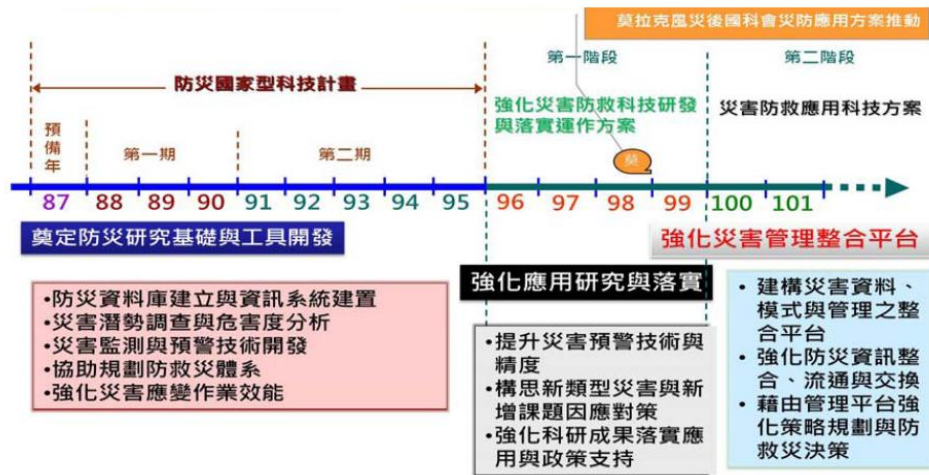 莫拉克風災後國科會災防應用方案推動
第一階段
第二階段
防災國家型科技計畫
強化災害防救科技研發
與落實運作方案
災害防救應用科技方案
預備年
第一期
第二期
莫
87 88 89 90 91 92 93 94 95 96 97 98 99 100 101
奠定防災研究基礎與工具開發
強化災害管理整合平台
•防災資料庫建立與資訊系統建置
•災害潛勢調查與危害度分析
•災害監測與預警技術開發
•協助規劃防救災體系
•強化災害應變作業效能
強化應用研究與落實
•提升災害預警技術與
精度
•構思新類型災害與新
增課題因應對策
•強化科研成果落實應
用與政策支持
• 建構災害資料、
模式與管理之整
合平台
• 強化防災資訊整
合、流通與交換
• 藉由管理平台強
化策略規劃與防
救災決策